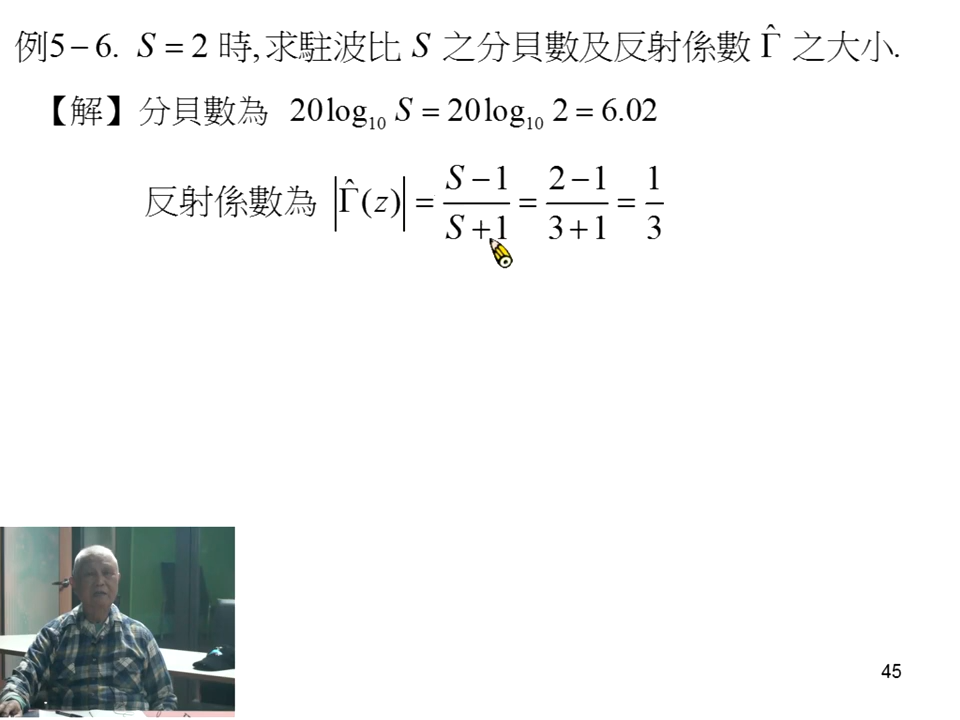 例5−6. S = 2 時,求駐波比 S 之分貝數及反射係數 Γ̂ 之大小.
【解】分貝數為 20log₁₀ S = 20log₁₀ 2 = 6.02
反射係數為 |Γ̂(z)| = (S−1)/(S+1) = (2−1)/(3+1) = 1/3
45